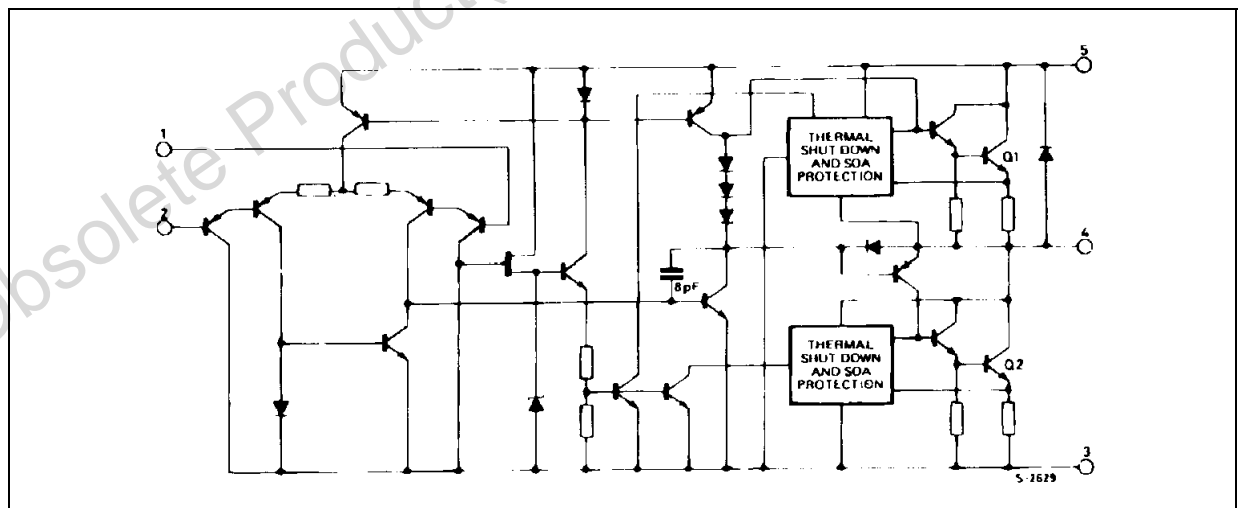 Obsolete Product(
5
1
THERMAL
SHUT DOWN
AND SOA
PROTECTION
Q1
2
4
8pF
THERMAL
SHUT DOWN
AND SOA
PROTECTION
Q2
3
S-2629